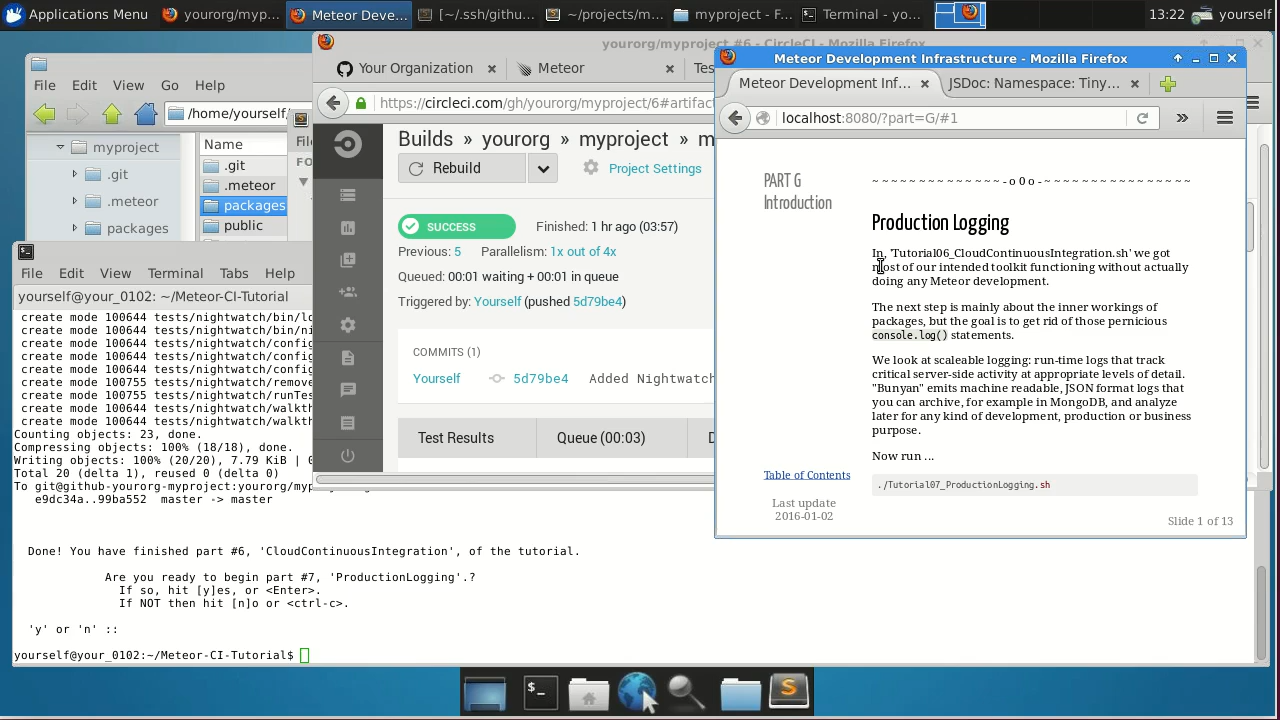 Applications Menu
yourorg/myp...
Meteor Deve...
[~/.ssh/githu...
~/projects/m...
myproject - F...
Terminal - yo...
13:22
yourself
yourorg/myproject #6 - CircleCI - Mozilla Firefox
Your Organization
Meteor
Tes
https://circleci.com/gh/yourorg/myproject/6#artifac
Builds » yourorg » myproject » m
Rebuild
Project Settings
SUCCESS
Finished: 1 hr ago (03:57)
Previous: 5
Parallelism: 1x out of 4x
Queued: 00:01 waiting + 00:01 in queue
Triggered by: Yourself (pushed 5d79be4)
COMMITS (1)
Yourself
5d79be4
Added Nightwatch
Test Results
Queue (00:03)
D
File
Edit
View
Go
Help
/home/yourself/
myproject
.git
.meteor
packages
Name
.git
.meteor
packages
public
Fil
FO
File
Edit
View
Terminal
Tabs
Help
yourself@your_0102: ~/Meteor-CI-Tutorial
create mode 100644 tests/nightwatch/bin/lo
create mode 100644 tests/nightwatch/bin/ni
create mode 100644 tests/nightwatch/config
create mode 100644 tests/nightwatch/config
create mode 100644 tests/nightwatch/config
create mode 100755 tests/nightwatch/remove
create mode 100755 tests/nightwatch/runTes
create mode 100644 tests/nightwatch/walkth
create mode 100644 tests/nightwatch/walkth
Counting objects: 23, done.
Compressing objects: 100% (18/18), done.
Writing objects: 100% (20/20), 7.79 KiB | 0
Total 20 (delta 1), reused 0 (delta 0)
To git@github-yourorg-myproject:yourorg/myproject.git
e9dc34a..99ba552  master -> master
Done! You have finished part #6, 'CloudContinuousIntegration', of the tutorial.
Are you ready to begin part #7, 'ProductionLogging'.?
If so, hit [y]es, or <Enter>.
If NOT then hit [n]o or <ctrl-c>.
'y' or 'n' ::
yourself@your_0102:~/Meteor-CI-Tutorial$
Meteor Development Infrastructure - Mozilla Firefox
Meteor Development Inf...
JSDoc: Namespace: Tiny...
localhost:8080/?part=G/#1
PART G
Introduction
~ ~ ~ ~ ~ ~ ~ ~ ~ ~ ~ ~ ~ ~ - o 0 o - ~ ~ ~ ~ ~ ~ ~ ~ ~ ~ ~ ~ ~ ~ ~ ~
Production Logging
In, 'Tutorial06_CloudContinuousIntegration.sh' we got
most of our intended toolkit functioning without actually
doing any Meteor development.
The next step is mainly about the inner workings of
packages, but the goal is to get rid of those pernicious
console.log() statements.
We look at scaleable logging: run-time logs that track
critical server-side activity at appropriate levels of detail.
"Bunyan" emits machine readable, JSON format logs that
you can archive, for example in MongoDB, and analyze
later for any kind of development, production or business
purpose.
Now run ...
./Tutorial07_ProductionLogging.sh
Table of Contents
Last update
2016-01-02
Slide 1 of 13